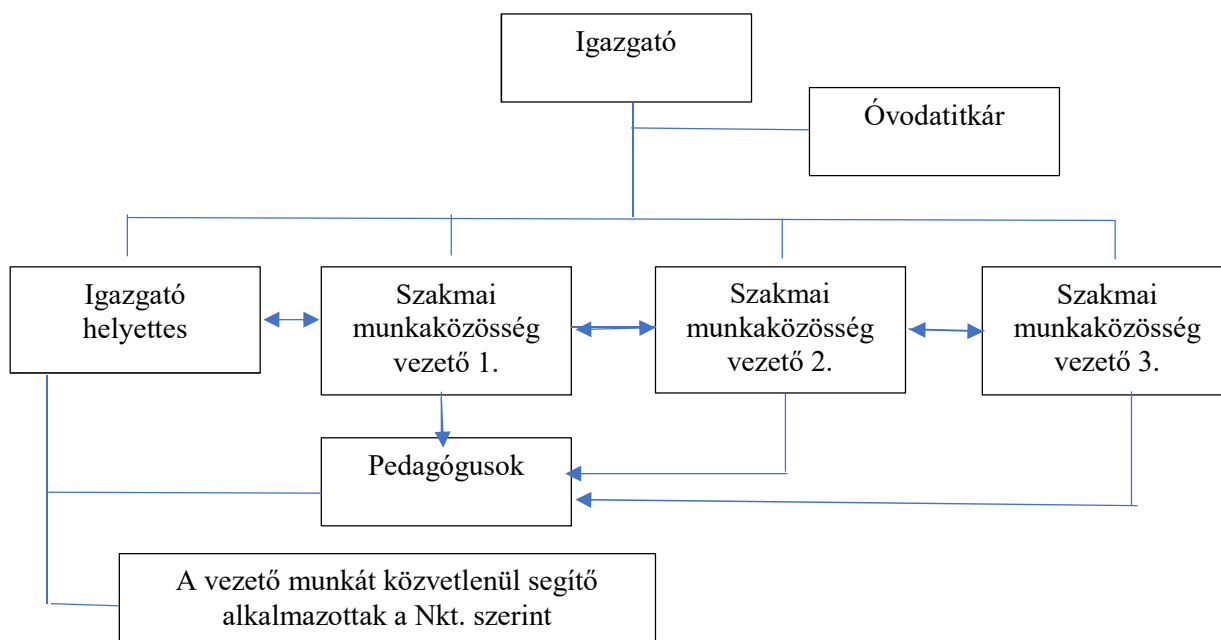 Igazgató
Óvodatitkár
Igazgató
helyettes
Szakmai
munkaközösség
vezető 1.
Szakmai
munkaközösség
vezető 2.
Szakmai
munkaközösség
vezető 3.
Pedagógusok
A vezető munkát közvetlenül segítő
alkalmazottak a Nkt. szerint